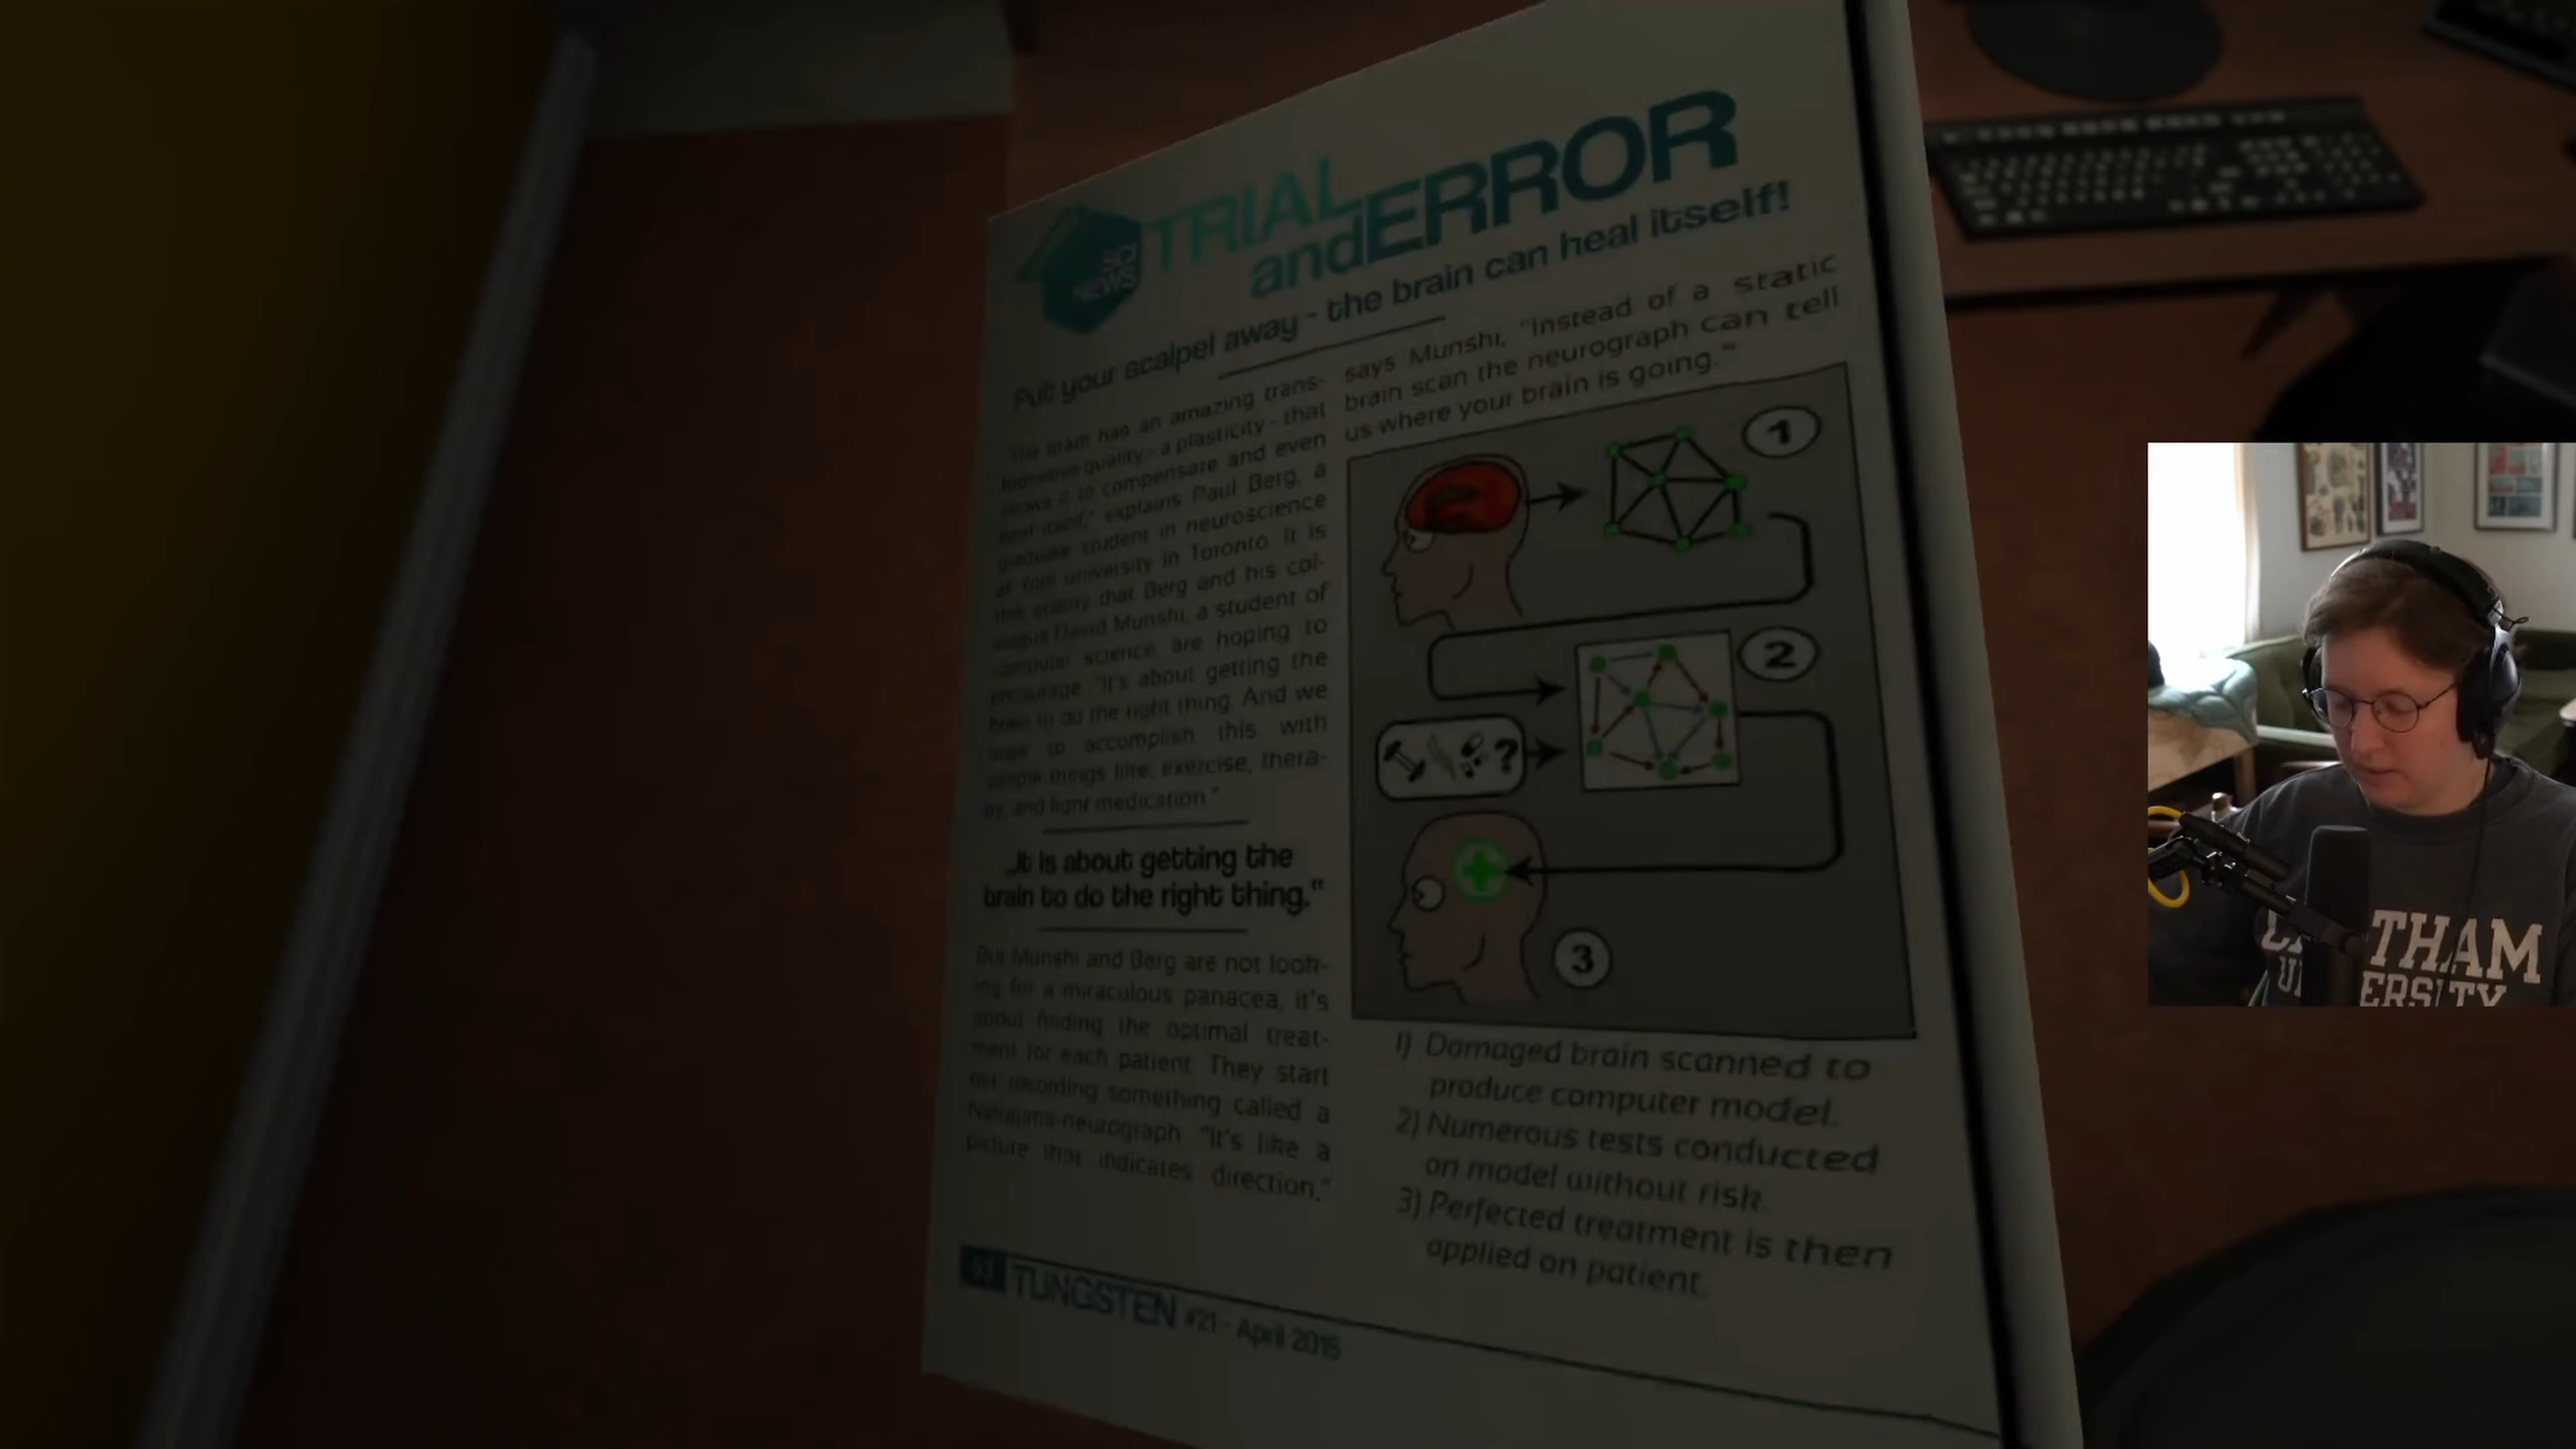 SCI
NEWS
TRIAL
and ERROR
Put your scalpel away - the brain can heal itself!
"The brain has an amazing trans-
formative quality - a plasticity - that
allows it to compensate and even
heal itself," explains Paul Berg, a
graduate student in neuroscience
at York university in Toronto. It is
this quality that Berg and his col-
league David Munshi, a student of
computer science, are hoping to
encourage. "It's about getting the
brain to do the right thing. And we
to accomplish this with
simple things like, exercise, thera-
py, and light medication."
„It is about getting the
brain to do the right thing."
But Munshi and Berg are not look-
ing for a miraculous panacea, it's
about finding the optimal treat-
ment for each patient. They start
out recording something called a
Nakajima-neurograph. "It's like a
picture that indicates direction,"
says Munshi, "Instead of a static
brain scan the neurograph can tell
us where your brain is going."
1
2
?
3
1) Damaged brain scanned to
produce computer model.
2) Numerous tests conducted
on model without risk.
3) Perfected treatment is then
applied on patient.
TUNGSTEN #21 - April 2015
THAM
ERSITY